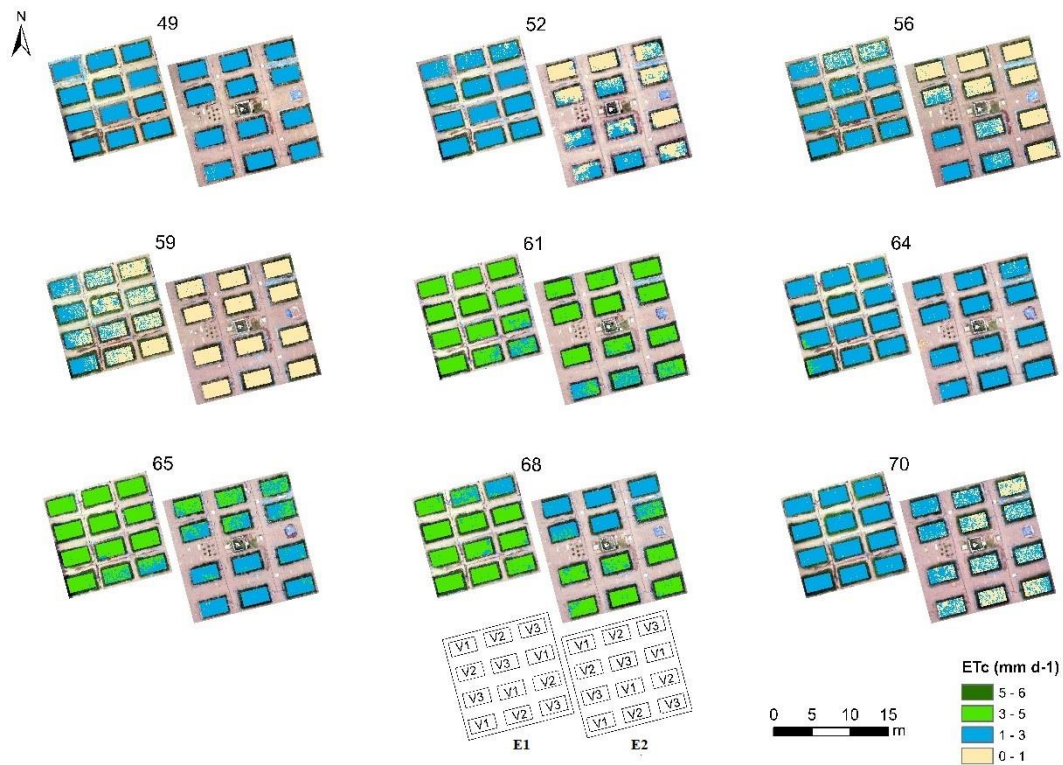 N
49
52
56
59
61
64
65
68
70
V1 V2 V3 V1 V2 V3
V2 V3 V1 V2 V3 V1
V3 V1 V2 V3 V1 V2
V1 V2 V3 V1 V2 V3
E1 E2
0 5 10 15
m
ETc (mm d-1)
5 - 6
3 - 5
1 - 3
0 - 1